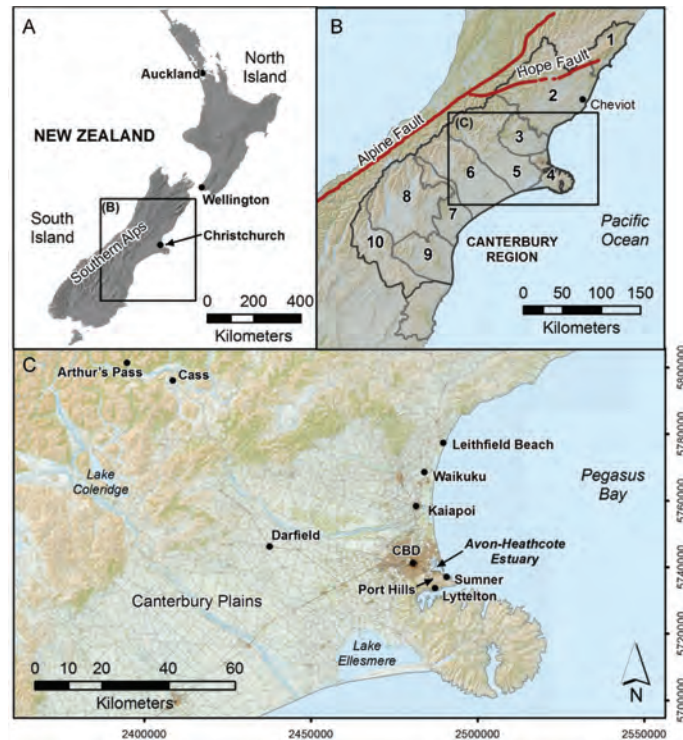 A
North
Island
Auckland
NEW ZEALAND
(B)
Wellington
South
Island
Christchurch
Southern Alps
0 200 400
Kilometers
B
1
Hope Fault
2
Cheviot
Alpine Fault
(C)
3
4
5
6
7
8
9
10
Pacific
Ocean
CANTERBURY
REGION
0 50 100 150
Kilometers
C
Arthur's Pass
Cass
Leithfield Beach
Lake
Coleridge
Waikuku
Pegasus
Bay
Kaiapoi
Darfield
CBD
Avon-Heathcote
Estuary
Port Hills
Sumner
Lyttelton
Canterbury Plains
Lake
Ellesmere
0 10 20 40 60
Kilometers
N
5800000
5780000
5760000
5740000
5720000
5700000
2400000 2450000 2500000 2550000